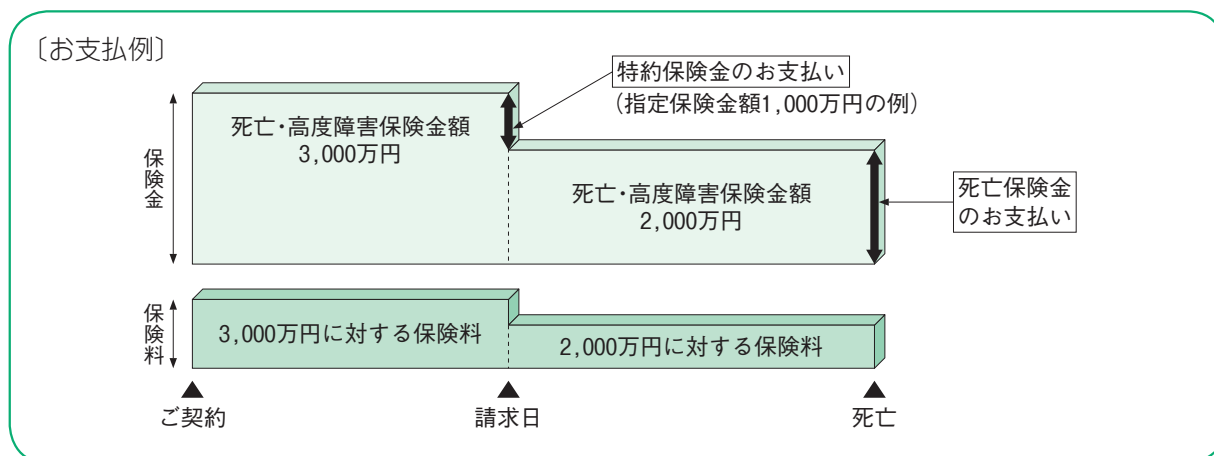 〔お支払例〕
特約保険金のお支払い
（指定保険金額1,000万円の例）
保険金
死亡・高度障害保険金額
3,000万円
死亡・高度障害保険金額
2,000万円
死亡保険金
のお支払い
保険料
3,000万円に対する保険料
2,000万円に対する保険料
ご契約
請求日
死亡